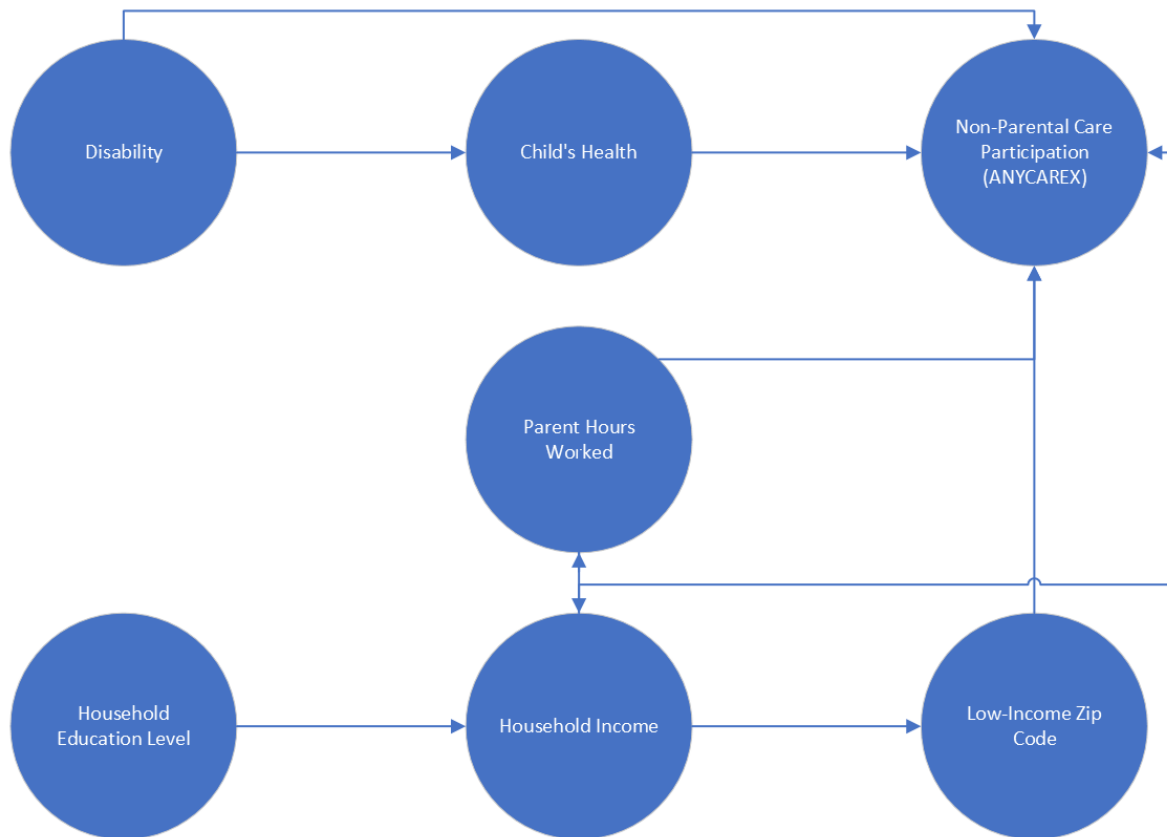 Disability
Child's Health
Non-Parental Care
Participation
(ANYCAREX)
Parent Hours
Worked
Household
Education Level
Household Income
Low-Income Zip
Code